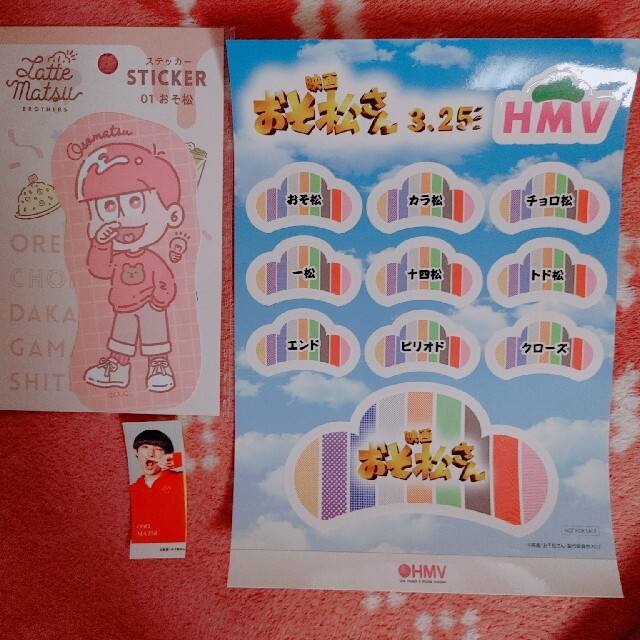 Latte
Matsu
BROTHERS
ステッカー
STICKER
01 おそ松
Osomatsu
ORE
CHO
DAKA
GAM
SHIT
映画
おそ松さん 3.25
HMV
おそ松
カラ松
チョロ松
一松
十四松
トド松
エンド
ピリオド
クローズ
映画
おそ松さん
NOT FOR SALE
HMV
OSO
MATSU